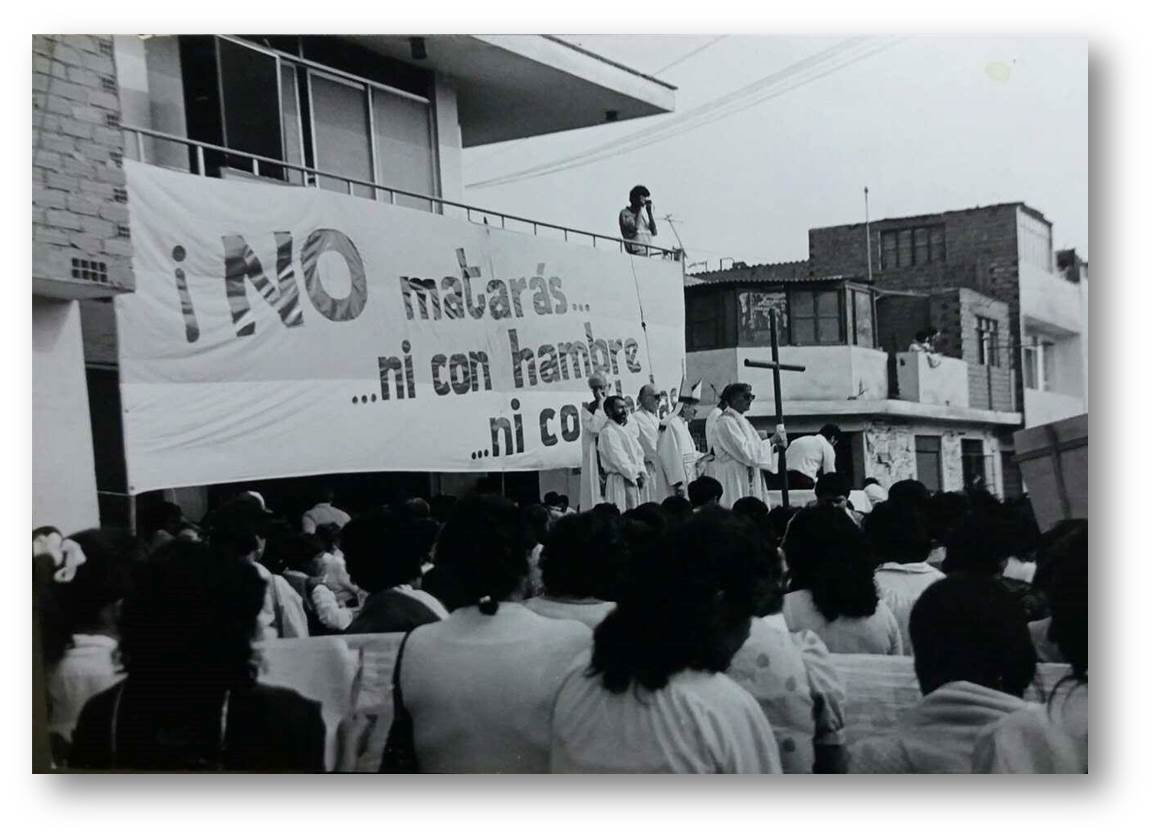 ¡NO matarás...
...ni con hambre
...ni con